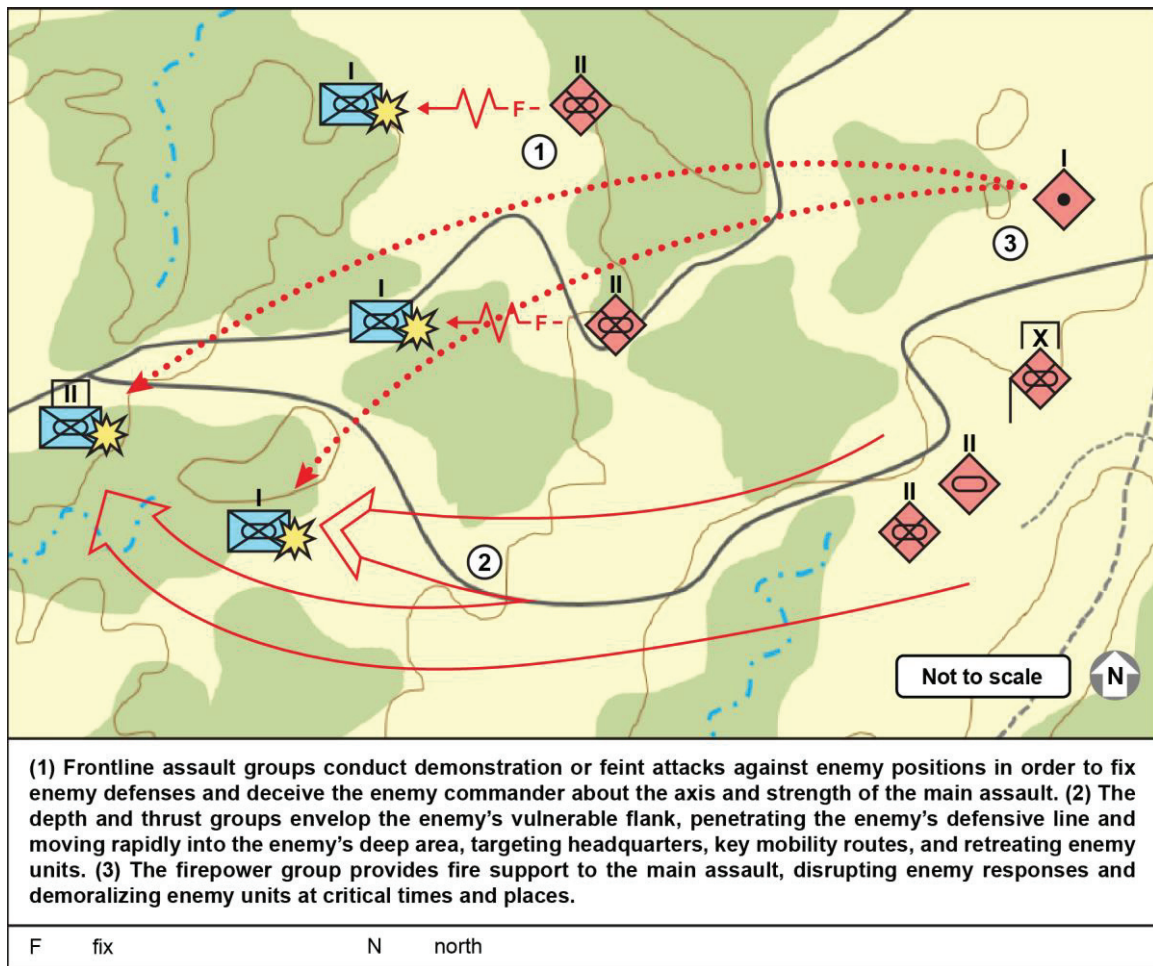 I
II
F
1
I
3
I
II
F
X
II
II
II
I
2
Not to scale
N
(1) Frontline assault groups conduct demonstration or feint attacks against enemy positions in order to fix
enemy defenses and deceive the enemy commander about the axis and strength of the main assault. (2) The
depth and thrust groups envelop the enemy's vulnerable flank, penetrating the enemy's defensive line and
moving rapidly into the enemy's deep area, targeting headquarters, key mobility routes, and retreating enemy
units. (3) The firepower group provides fire support to the main assault, disrupting enemy responses and
demoralizing enemy units at critical times and places.
F fix N north